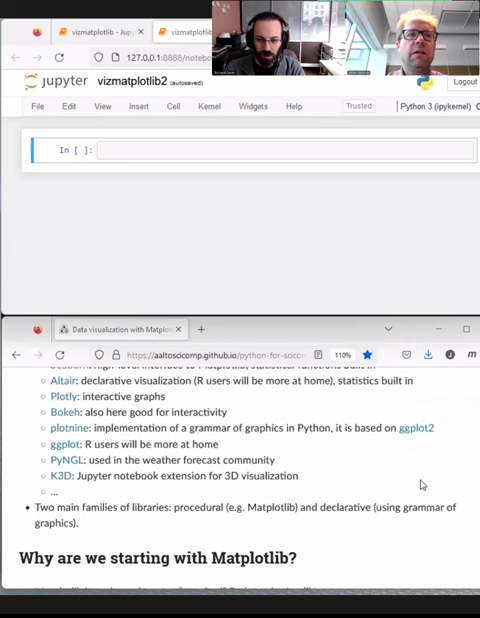 vizmatplotlib - Jup
vizmatplotl
127.0.0.1:8888/notebo
jupyter vizmatplotlib2 (autosaved)
Logout
File Edit View Insert Cell Kernel Widgets Help Trusted Python 3 (ipykernel)
In [ ]:
Data visualization with Matplot
https://aaltoscicomp.github.io/python-for-scicom 110%
Altair: declarative visualization (R users will be more at home), statistics built in
Plotly: interactive graphs
Bokeh: also here good for interactivity
plotnine: implementation of a grammar of graphics in Python, it is based on ggplot2
ggplot: R users will be more at home
PyNGL: used in the weather forecast community
K3D: Jupyter notebook extension for 3D visualization
...
Two main families of libraries: procedural (e.g. Matplotlib) and declarative (using grammar of
graphics).
Why are we starting with Matplotlib?